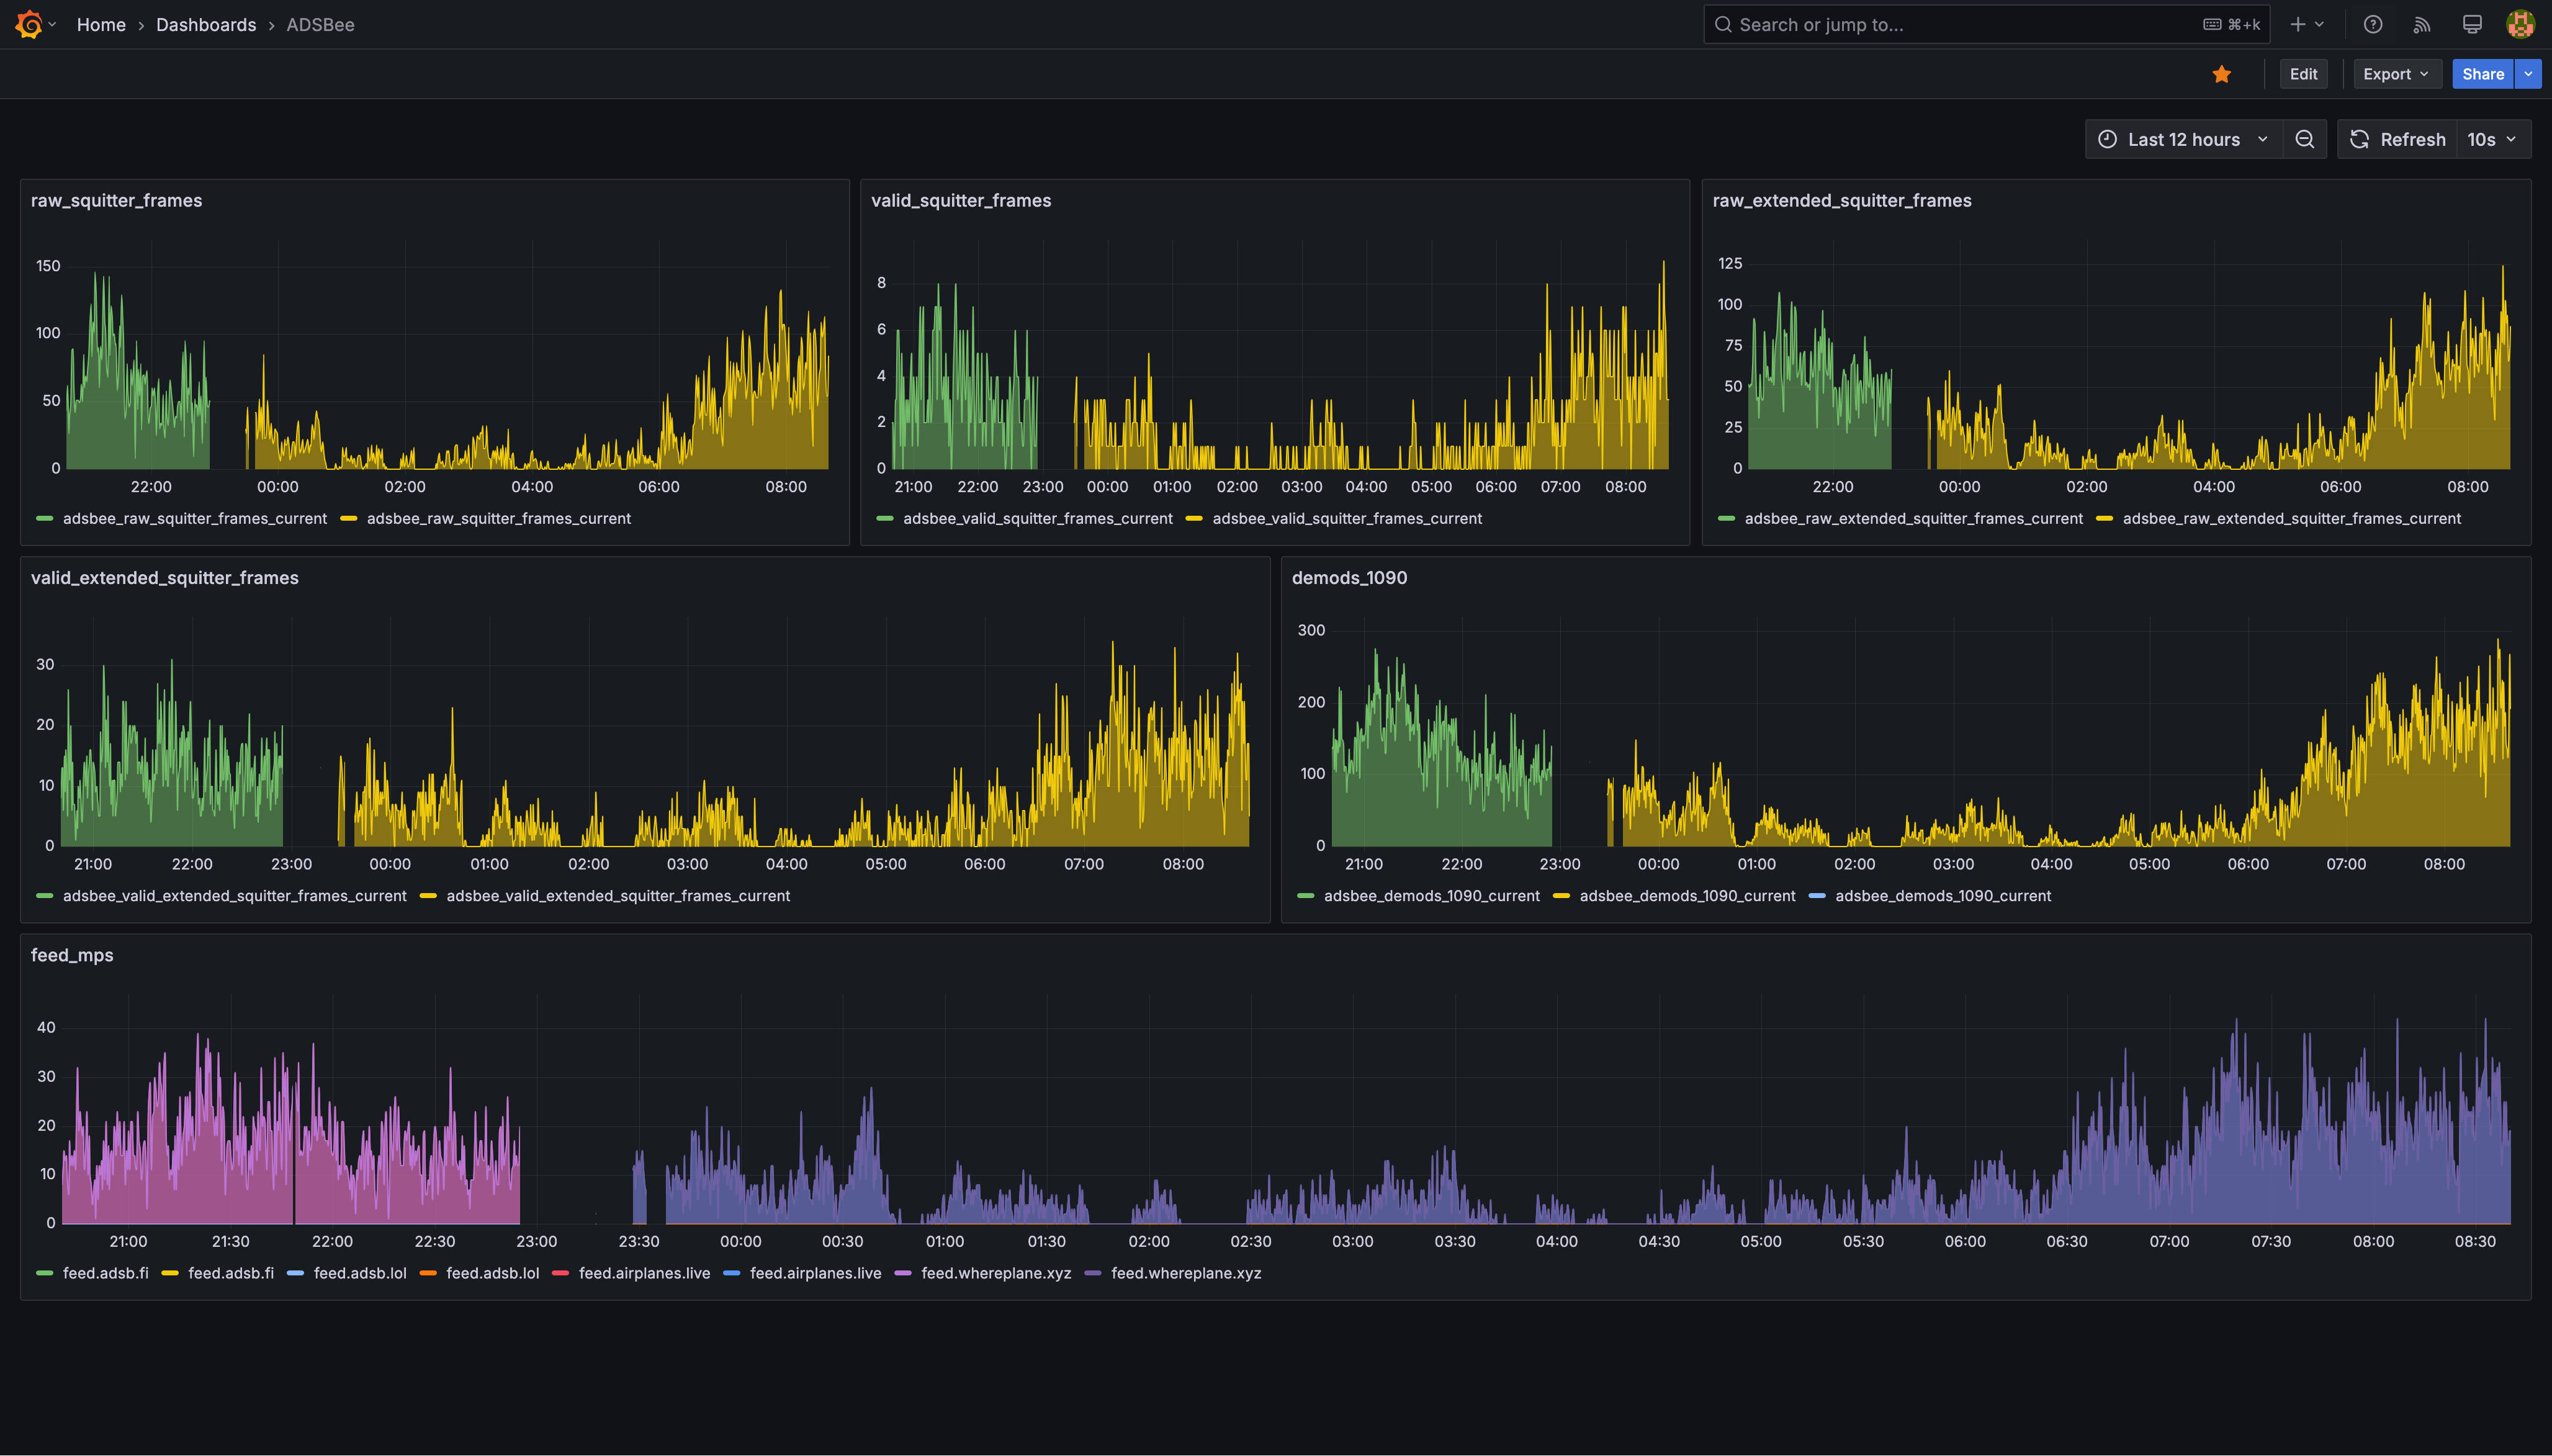 Home › Dashboards › ADSBee
Search or jump to... ⌘+k
Edit Export Share
Last 12 hours Refresh 10s
raw_squitter_frames
150
100
50
0
22:00 00:00 02:00 04:00 06:00 08:00
adsbee_raw_squitter_frames_current adsbee_raw_squitter_frames_current
valid_squitter_frames
8
6
4
2
0
21:00 22:00 23:00 00:00 01:00 02:00 03:00 04:00 05:00 06:00 07:00 08:00
adsbee_valid_squitter_frames_current adsbee_valid_squitter_frames_current
raw_extended_squitter_frames
125
100
75
50
25
0
22:00 00:00 02:00 04:00 06:00 08:00
adsbee_raw_extended_squitter_frames_current adsbee_raw_extended_squitter_frames_current
valid_extended_squitter_frames
30
20
10
0
21:00 22:00 23:00 00:00 01:00 02:00 03:00 04:00 05:00 06:00 07:00 08:00
adsbee_valid_extended_squitter_frames_current adsbee_valid_extended_squitter_frames_current
demods_1090
300
200
100
0
21:00 22:00 23:00 00:00 01:00 02:00 03:00 04:00 05:00 06:00 07:00 08:00
adsbee_demods_1090_current adsbee_demods_1090_current adsbee_demods_1090_current
feed_mps
40
30
20
10
0
21:00 21:30 22:00 22:30 23:00 23:30 00:00 00:30 01:00 01:30 02:00 02:30 03:00 03:30 04:00 04:30 05:00 05:30 06:00 06:30 07:00 07:30 08:00 08:30
feed.adsb.fi feed.adsb.fi feed.adsb.lol feed.adsb.lol feed.airplanes.live feed.airplanes.live feed.whereplane.xyz feed.whereplane.xyz